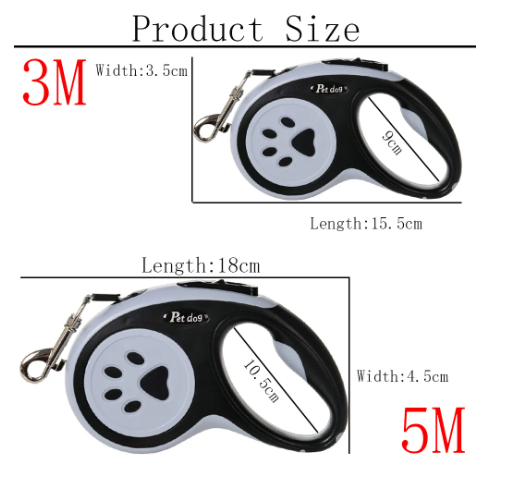 Product Size
3M
Width:3.5cm
Pet dog
9cm
Length:15.5cm
Length:18cm
Pet dog
10.5cm
Width:4.5cm
5M